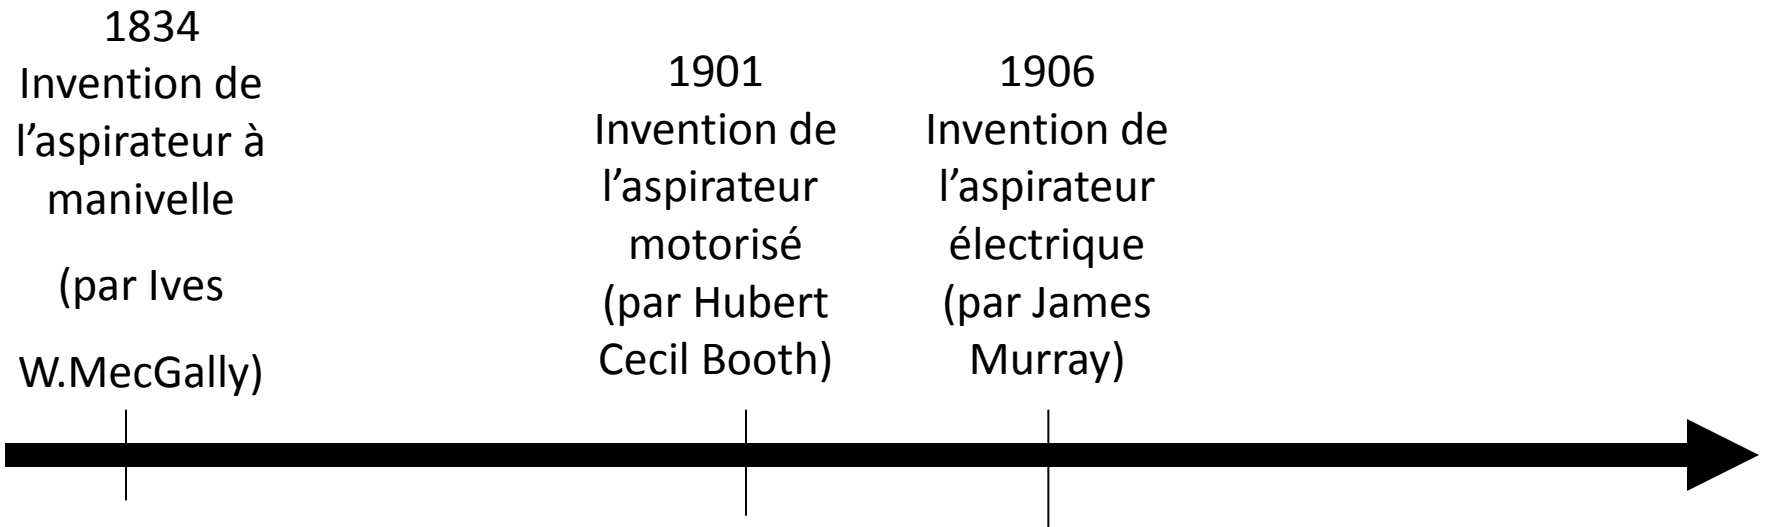 1834
Invention de
l’aspirateur à
manivelle
(par Ives
W.MecGally)
1901
Invention de
l’aspirateur
motorisé
(par Hubert
Cecil Booth)
1906
Invention de
l’aspirateur
électrique
(par James
Murray)